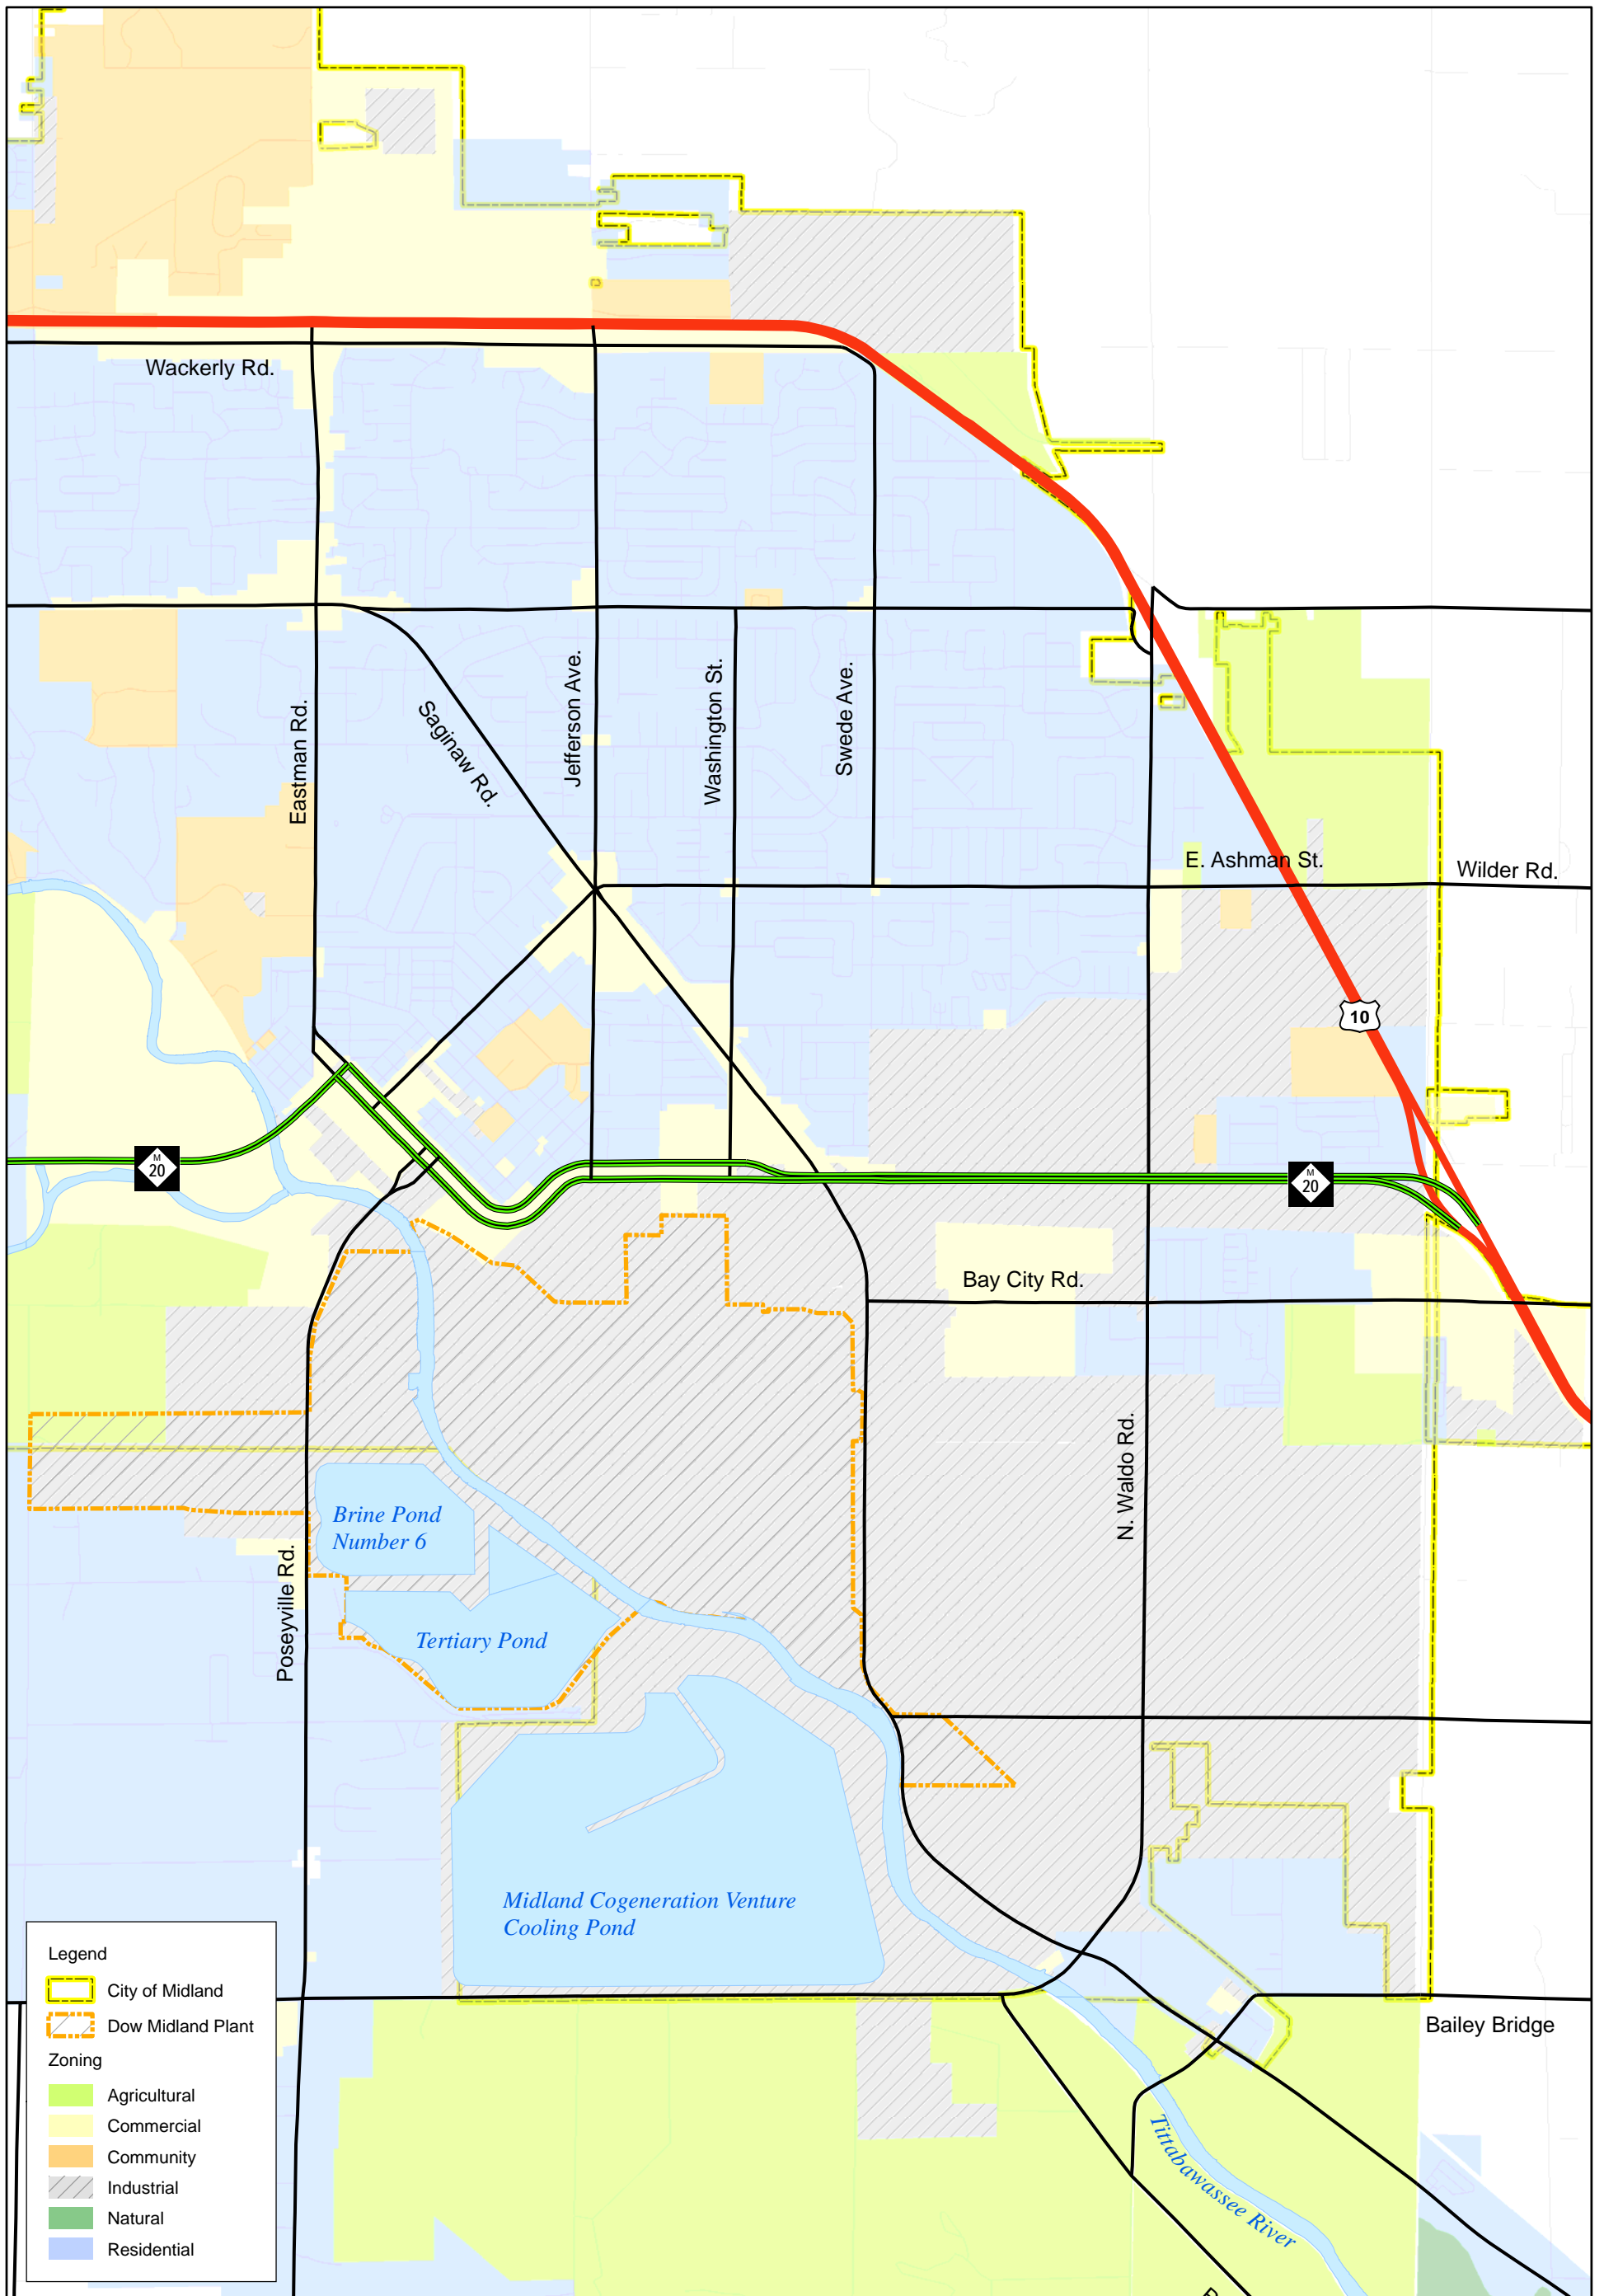 Wackerly Rd.
Eastman Rd.
Saginaw Rd.
Jefferson Ave.
Washington St.
Swede Ave.
E. Ashman St.
Wilder Rd.
10
M
20
M
20
Bay City Rd.
N. Waldo Rd.
Brine Pond
Number 6
Poseyville Rd.
Tertiary Pond
Midland Cogeneration Venture
Cooling Pond
Bailey Bridge
Tittabawassee River
Legend
City of Midland
Dow Midland Plant
Zoning
Agricultural
Commercial
Community
Industrial
Natural
Residential